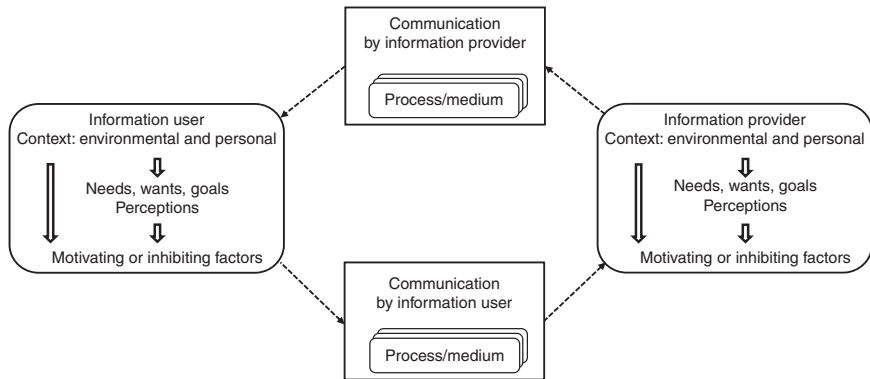 Communication
by information provider
Process/medium
Information user
Context: environmental and personal
Needs, wants, goals
Perceptions
Motivating or inhibiting factors
Information provider
Context: environmental and personal
Needs, wants, goals
Perceptions
Motivating or inhibiting factors
Communication
by information user
Process/medium